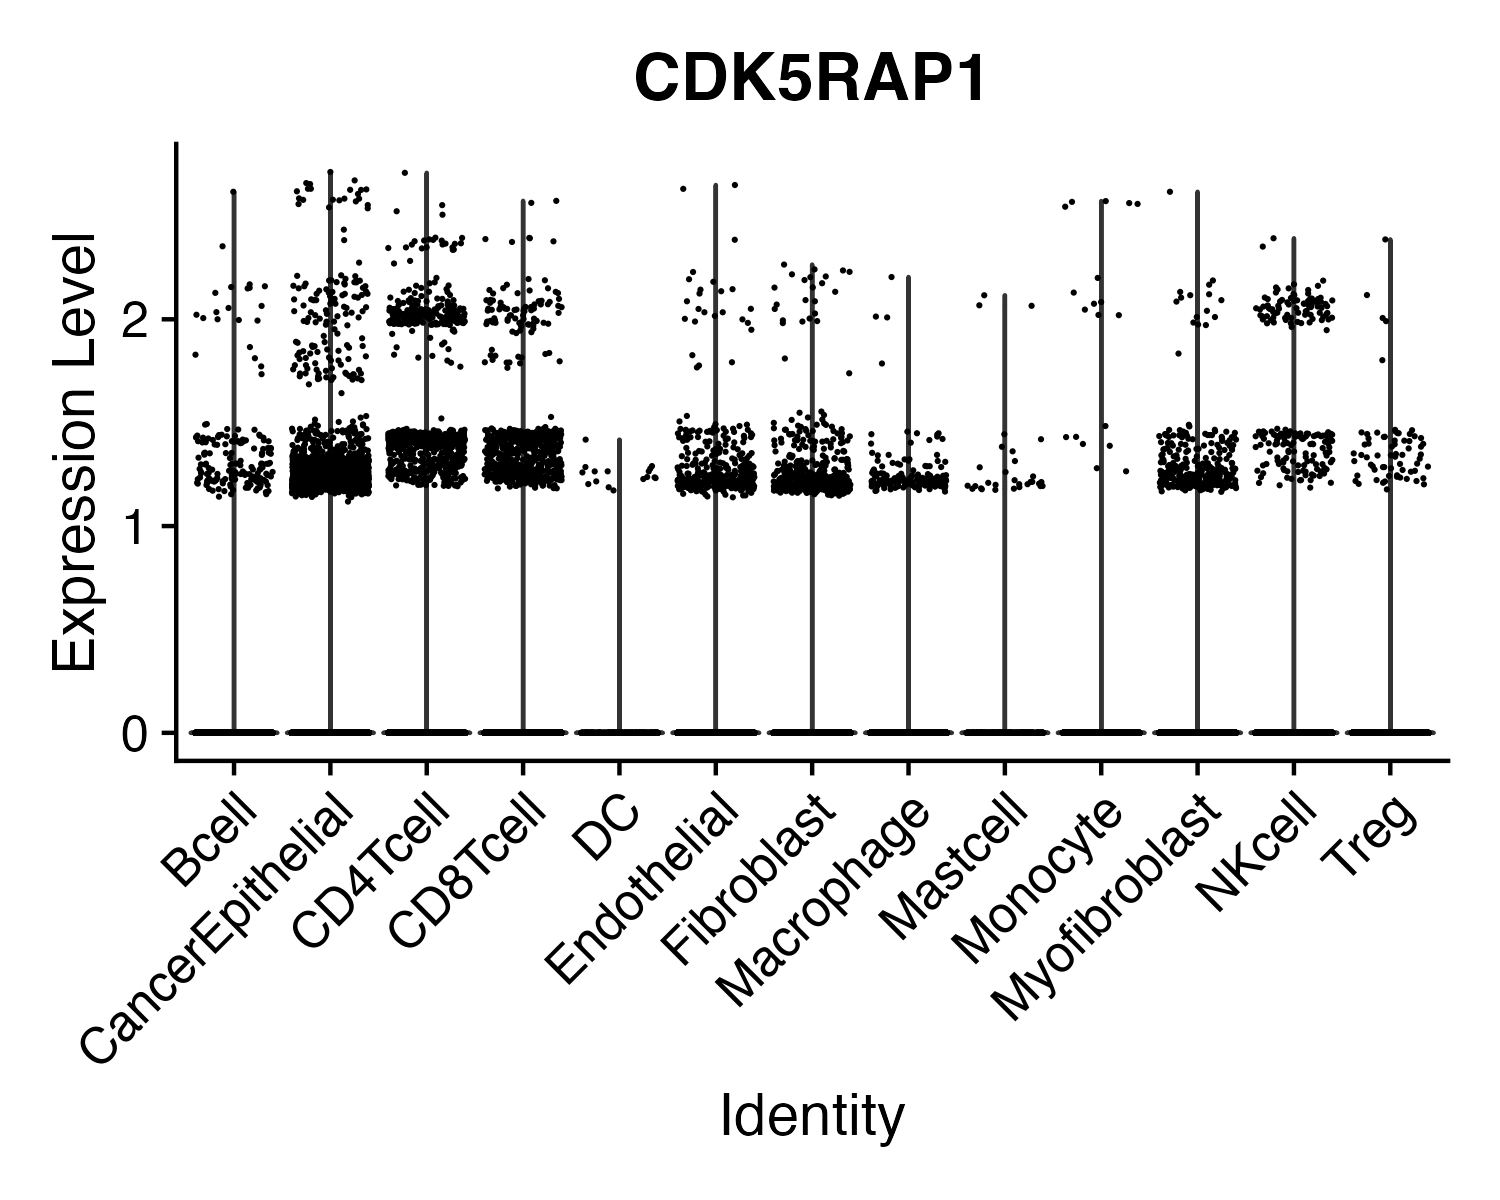 CDK5RAP1
Expression Level
2
1
0
Bcell
CancerEpithelial
CD4Tcell
CD8Tcell
DC
Endothelial
Fibroblast
Macrophage
Mastcell
Monocyte
Myofibroblast
NKcell
Treg
Identity